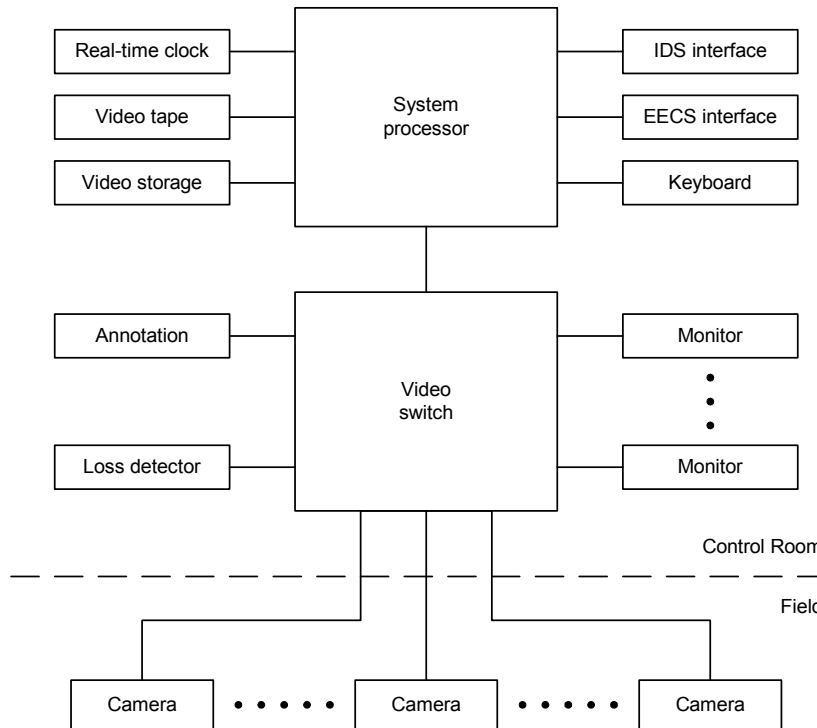 Real-time clock
Video tape
Video storage
System
processor
IDS interface
EECS interface
Keyboard
Annotation
Loss detector
Video
switch
Monitor
Monitor
Control Room
Field
Camera
Camera
Camera